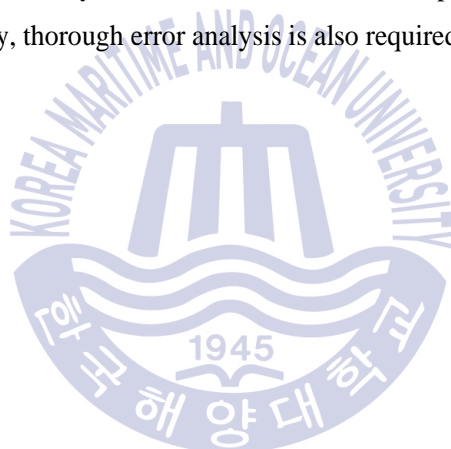 y, thorough error analysis is also required
KOREA MARITIME AND OCEAN UNIVERSITY
1945
한국해양대학교